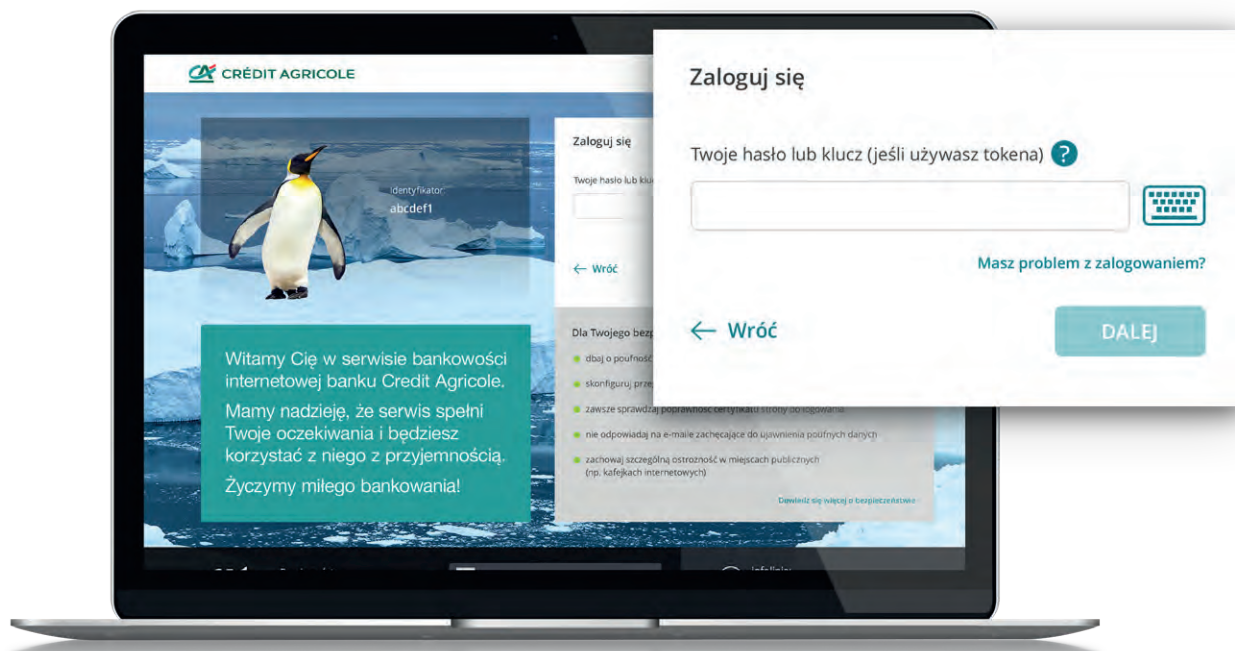 CRÉDIT AGRICOLE
Identyfikator:
abcdef1
Witamy Cię w serwisie bankowości
internetowej banku Credit Agricole.
Mamy nadzieję, że serwis spełni
Twoje oczekiwania i będziesz
korzystać z niego z przyjemnością.
Życzymy miłego bankowania!
Zaloguj się
Twoje hasło lub
← Wróć
Dla Twojego
dbaj o poufność
skonfiguruj
zawsze sprawdzaj poprawność certyfikatu strony do logowania
nie odpowiadaj na e-maile zachęcające do ujawnienia poufnych danych
zachowaj szczególną ostrożność w miejscach publicznych
(np. kafejkach internetowych)
Dowiedz się więcej o bezpieczeństwie
Zaloguj się
Twoje hasło lub klucz (jeśli używasz tokena) ?
Masz problem z zalogowaniem?
← Wróć
DALEJ